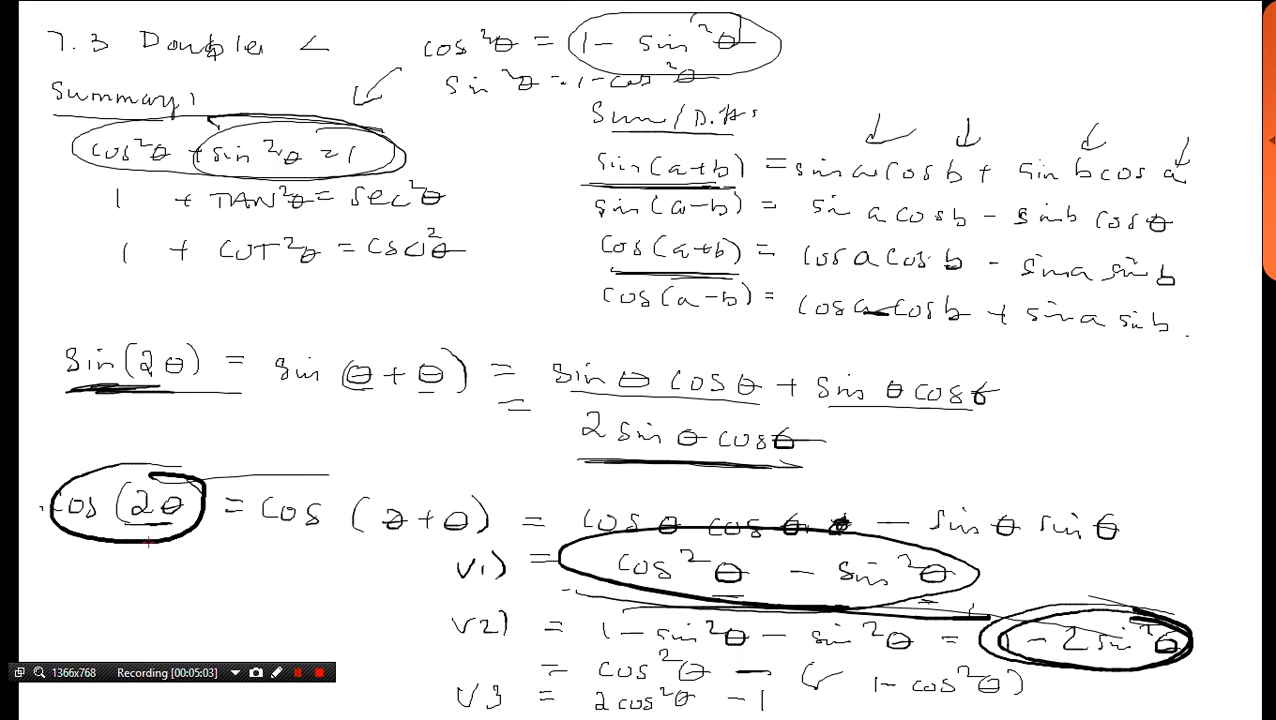 7.3 Double ∠
cos²θ = 1 - sin²θ
sin²θ = 1 - cos²θ
Summary:
cos²θ + sin²θ = 1
1 + TAN²θ = sec²θ
1 + COT²θ = CSC²θ
Sum / Diff:
sin(a+b) = sin a cos b + sin b cos a
sin(a-b) = sin a cos b - sin b cos θ
cos(a+b) = cos a cos b - sin a sin b
cos(a-b) = cos a cos b + sin a sin b.
Sin(2θ) = sin(θ+θ) = sin θ cos θ + sin θ cos θ
= 2 sin θ cos θ
cos(2θ = cos (θ+θ) = cos θ cos θ - sin θ sin θ
V1) = cos²θ - sin²θ
V2) = 1 - sin²θ - sin²θ = 1 - 2 sin²θ
= cos²θ - ( 1 - cos²θ)
V3 = 2cos²θ - 1
1366x768 Recording [00:05:03]